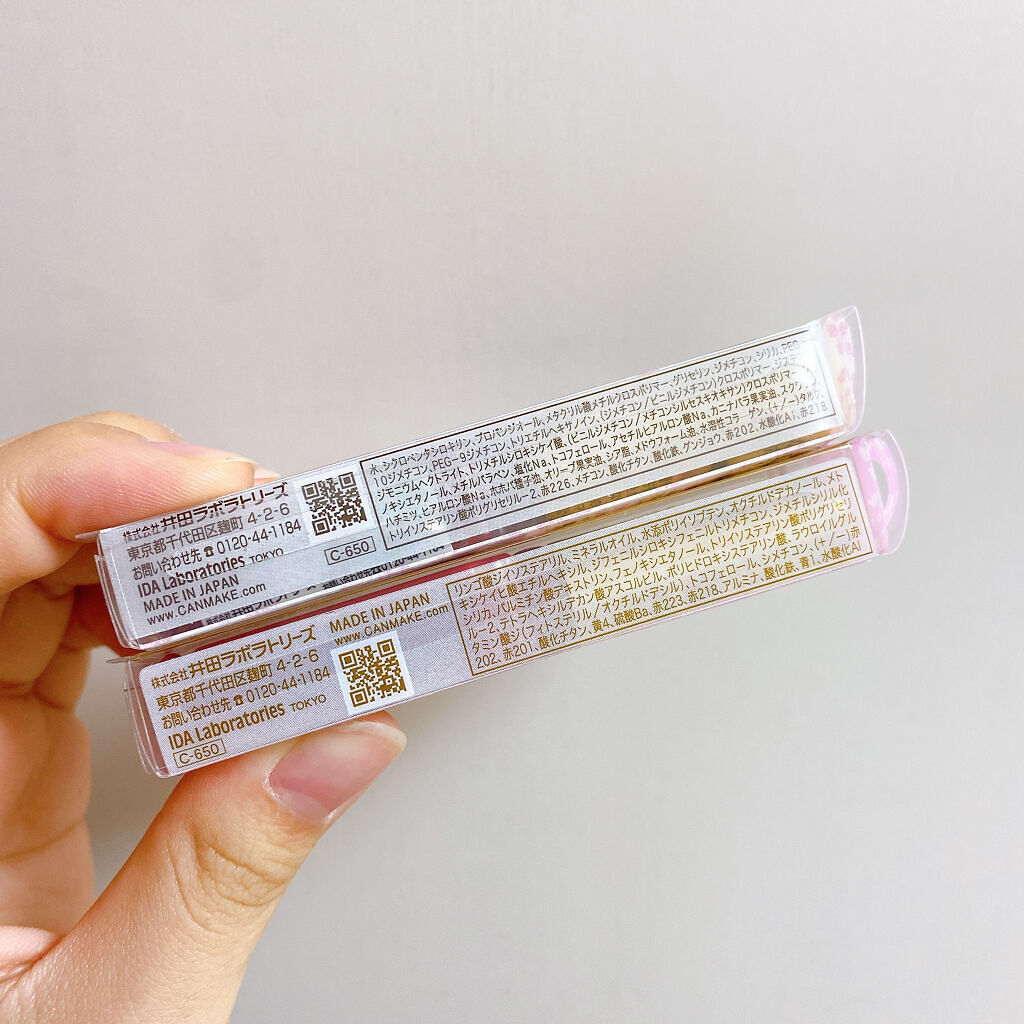 株式会社 井田ラボラトリーズ
東京都千代田区麹町 4-2-6
お問い合わせ先 ☎ 0120-44-1184
IDA Laboratories TOKYO
MADE IN JAPAN
www.CANMAKE.com
C-650
水、シクロペンタシロキサン、プロパンジオール、メタクリル酸メチルクロスポリマー、グリセリン、ジメチコン、シリカ、PEG-
10ジメチコン、PEG-9ジメチコン、トリエチルヘキサノイン、(ジメチコン/ビニルジメチコン)クロスポリマー、ジステア
ジモニウムヘクトライト、トリメチルシロキシケイ酸、(ビニルジメチコン/メチコンシルセスキオキサン)クロスポリマー、フェ
ノキシエタノール、メチルパラベン、塩化Na、トコフェロール、アセチルヒアルロン酸Na、カニナバラ果実油、スクワラン、
ハチミツ、ヒアルロン酸Na、ホホバ種子油、オリーブ果実油、シア脂、メドウフォーム油、水溶性コラーゲン、(+/-)タルク、
トリイソステアリン酸ポリグリセリル-2、赤226、メチコン、酸化チタン、酸化鉄、グンジョウ、赤202、水酸化Al、赤218
株式会社 井田ラボラトリーズ
東京都千代田区麹町 4-2-6
お問い合わせ先 ☎ 0120-44-1184
IDA Laboratories TOKYO
C-650
MADE IN JAPAN
www.CANMAKE.com
リンゴ酸ジイソステアリル、ミネラルオイル、水添ポリイソブテン、オクチルドデカノール、メト
キシケイヒ酸エチルヘキシル、ジフェニルシロキシフェニルトリメチコン、ジメチルシリル化
シリカ、パルミチン酸デキストリン、フェノキシエタノール、トリイソステアリン酸ポリグリセ
リル-2、テトラヘキシルデカン酸アスコルビル、ポリヒドロキシステアリン酸、ラウロイルグル
タミン酸ジ(フィトステリル/オクチルドデシル)、トコフェロール、メチコン、(+/-)赤
202、赤201、酸化チタン、黄4、硫酸Ba、赤223、赤218、アルミナ、酸化鉄、青1、水酸化Al